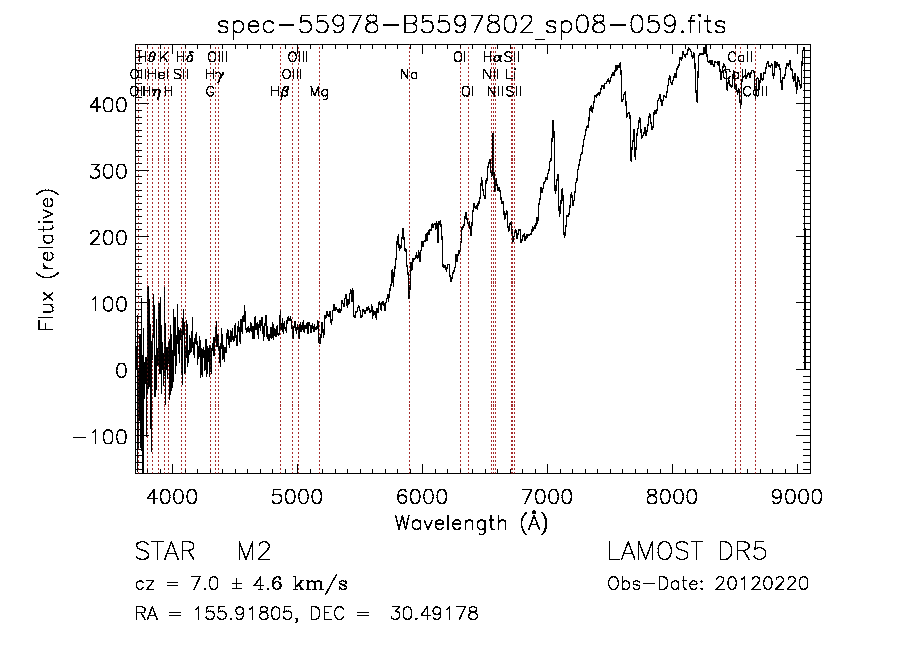 spec-55978-B5597802_sp08-059.fits
Hθ K Hδ OIII OIII OI Hα SII CaII
OII HeI SII Hγ OIII Na NII Li CaII
OII Hη H G Hβ Mg OI NII SII CaII
400
300
200
100
0
-100
Flux (relative)
4000 5000 6000 7000 8000 9000
Wavelength (Å)
STAR M2 LAMOST DR5
cz = 7.0 ± 4.6 km/s Obs-Date: 20120220
RA = 155.91805, DEC = 30.49178